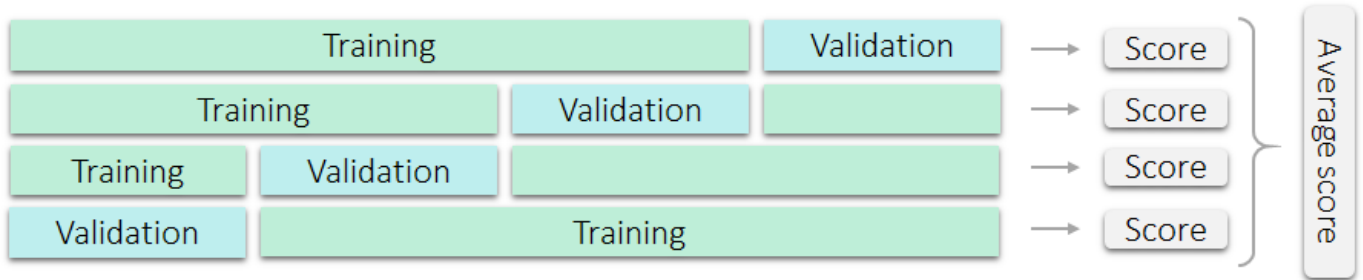 Training Validation Score
Training Validation Score
Training Validation Score
Validation Training Score
Average score